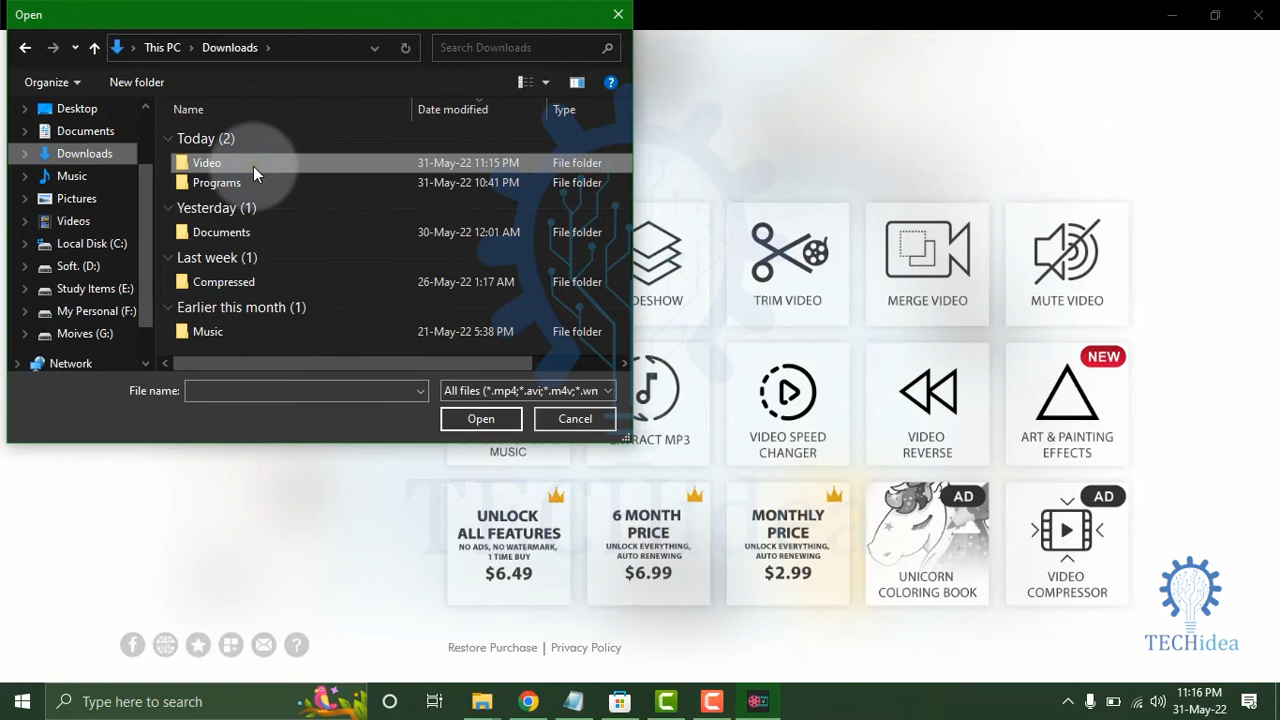 Open
This PC
Downloads
Search Downloads
Organize
New folder
Name
Date modified
Type
Desktop
Documents
Downloads
Music
Pictures
Videos
Local Disk (C:)
Soft. (D:)
Study Items (E:)
My Personal (F:)
Moives (G:)
Network
Today (2)
Video 31-May-22 11:15 PM File folder
Programs 31-May-22 10:41 PM File folder
Yesterday (1)
Documents 30-May-22 12:01 AM File folder
Last week (1)
Compressed 26-May-22 1:17 AM File folder
Earlier this month (1)
Music 21-May-22 5:38 PM File folder
File name:
All files (*.mp4;*.avi;*.m4v;*.wn
Open
Cancel
ESHOW
TRIM VIDEO
MERGE VIDEO
MUTE VIDEO
MUSIC
EXTRACT MP3
VIDEO SPEED
CHANGER
VIDEO
REVERSE
NEW
ART & PAINTING
EFFECTS
UNLOCK
ALL FEATURES
NO ADS, NO WATERMARK,
1 TIME BUY
$6.49
6 MONTH
PRICE
UNLOCK EVERYTHING,
AUTO RENEWING
$6.99
MONTHLY
PRICE
UNLOCK EVERYTHING,
AUTO RENEWING
$2.99
AD
UNICORN
COLORING BOOK
AD
VIDEO
COMPRESSOR
TECHidea
Restore Purchase | Privacy Policy
Type here to search
11:16 PM
31-May-22